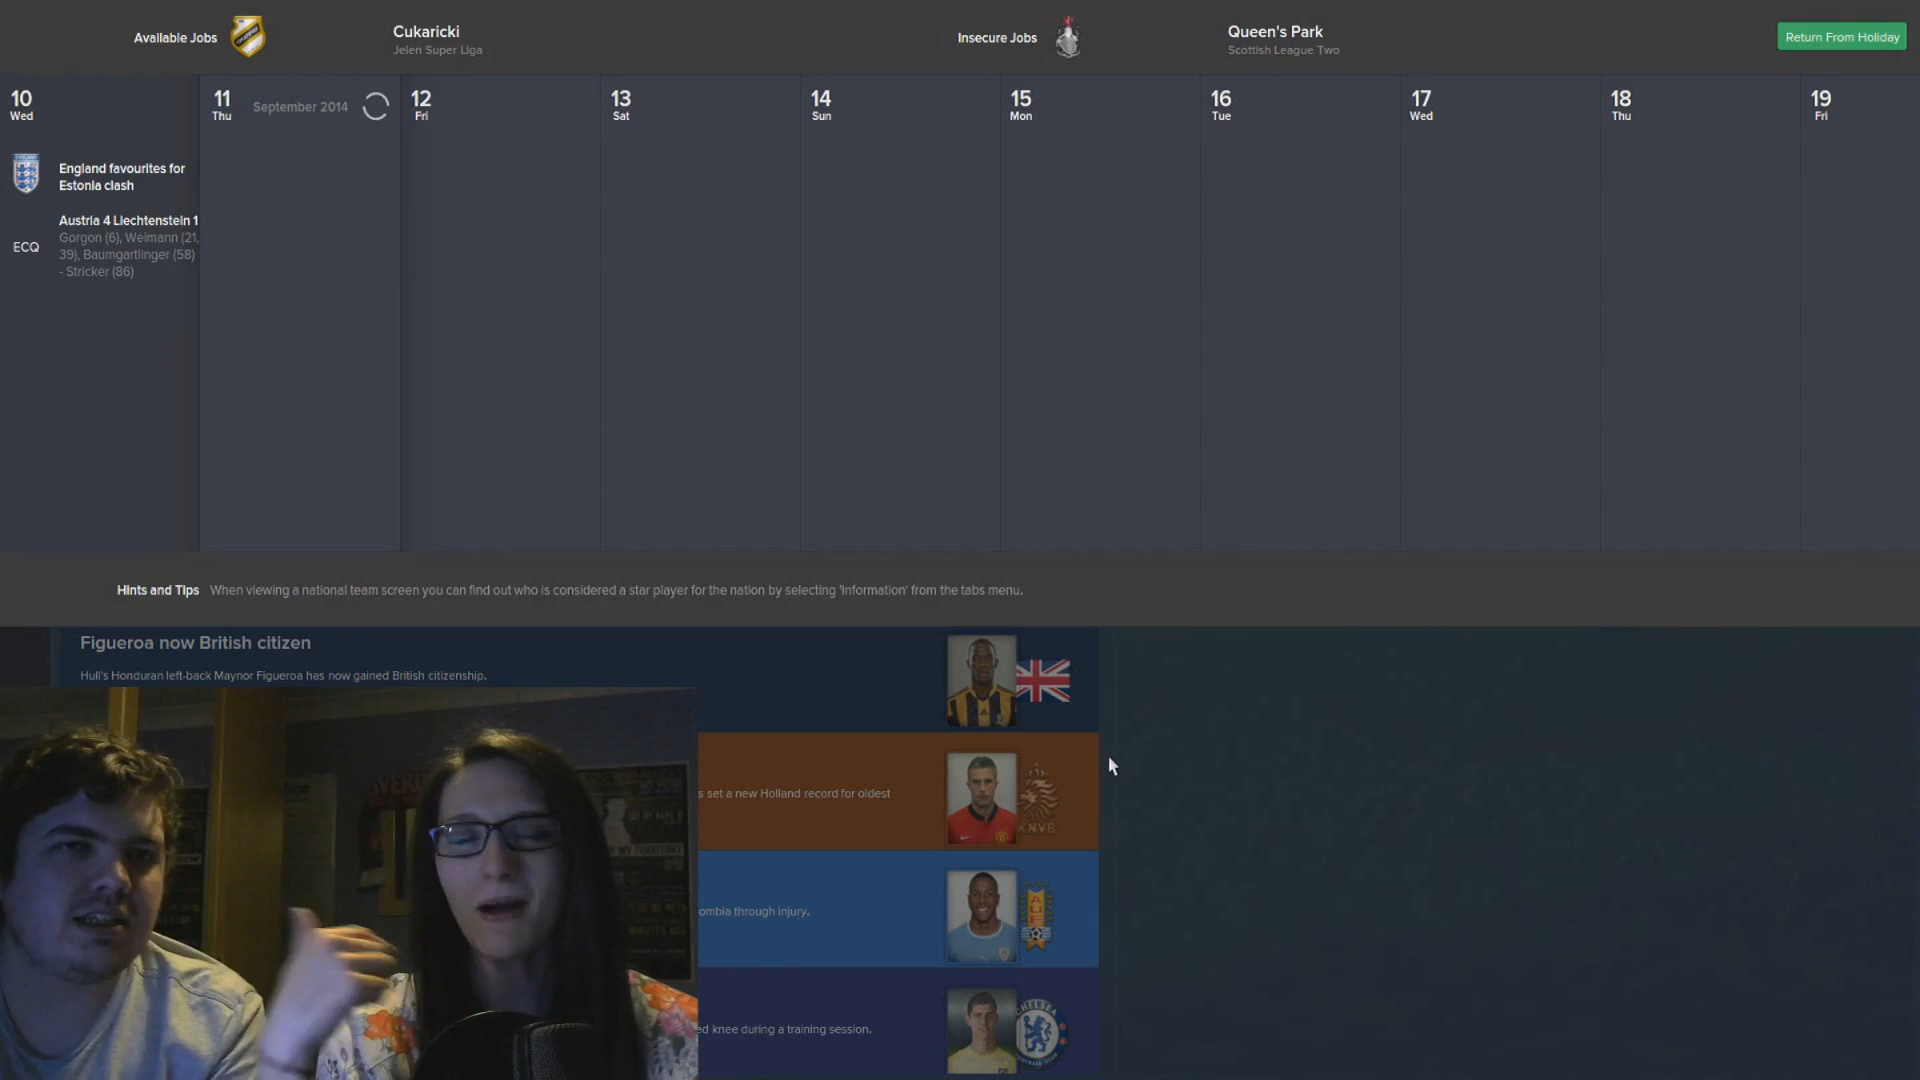 Available Jobs
Cukaricki
Jelen Super Liga
Insecure Jobs
Queen's Park
Scottish League Two
Return From Holiday
10
Wed
11
Thu
September 2014
12
Fri
13
Sat
14
Sun
15
Mon
16
Tue
17
Wed
18
Thu
19
Fri
England favourites for
Estonia clash
ECQ
Austria 4 Liechtenstein 1
Gorgon (6), Weimann (21,
39), Baumgartlinger (58)
- Stricker (86)
Hints and Tips When viewing a national team screen you can find out who is considered a star player for the nation by selecting 'Information' from the tabs menu.
Figueroa now British citizen
Hull's Honduran left-back Maynor Figueroa has now gained British citizenship.
s set a new Holland record for oldest
KNVB
ombia through injury.
AUF
ed knee during a training session.
CHELSEA